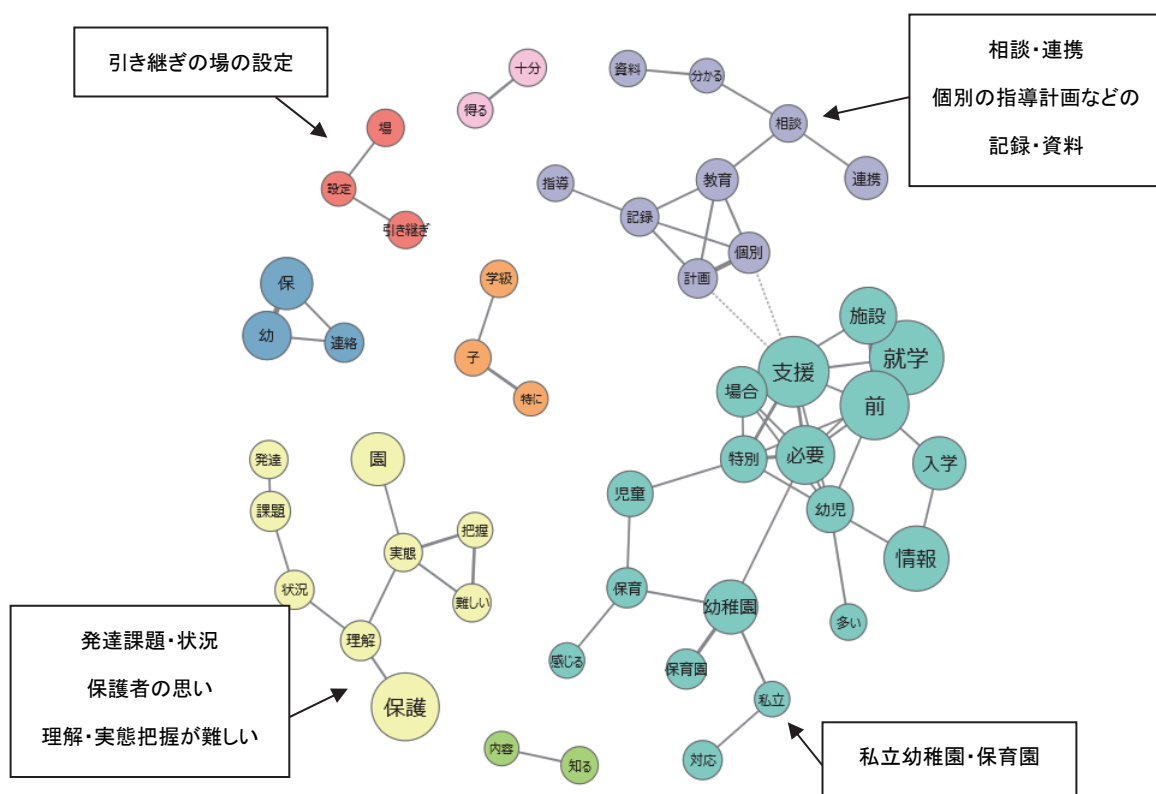 引き継ぎの場の設定
相談・連携
個別の指導計画などの
記録・資料
十分
得る
資料
分かる
場
相談
設定
指導
教育
連携
引き継ぎ
記録
個別
計画
学級
保
幼
連絡
子
特に
施設
就学
支援
場合
前
園
発達
特別
必要
入学
課題
児童
幼児
把握
実態
情報
状況
難しい
保育
幼稚園
多い
理解
感じる
保育園
私立
保護
内容
知る
対応
発達課題・状況
保護者の思い
理解・実態把握が難しい
私立幼稚園・保育園